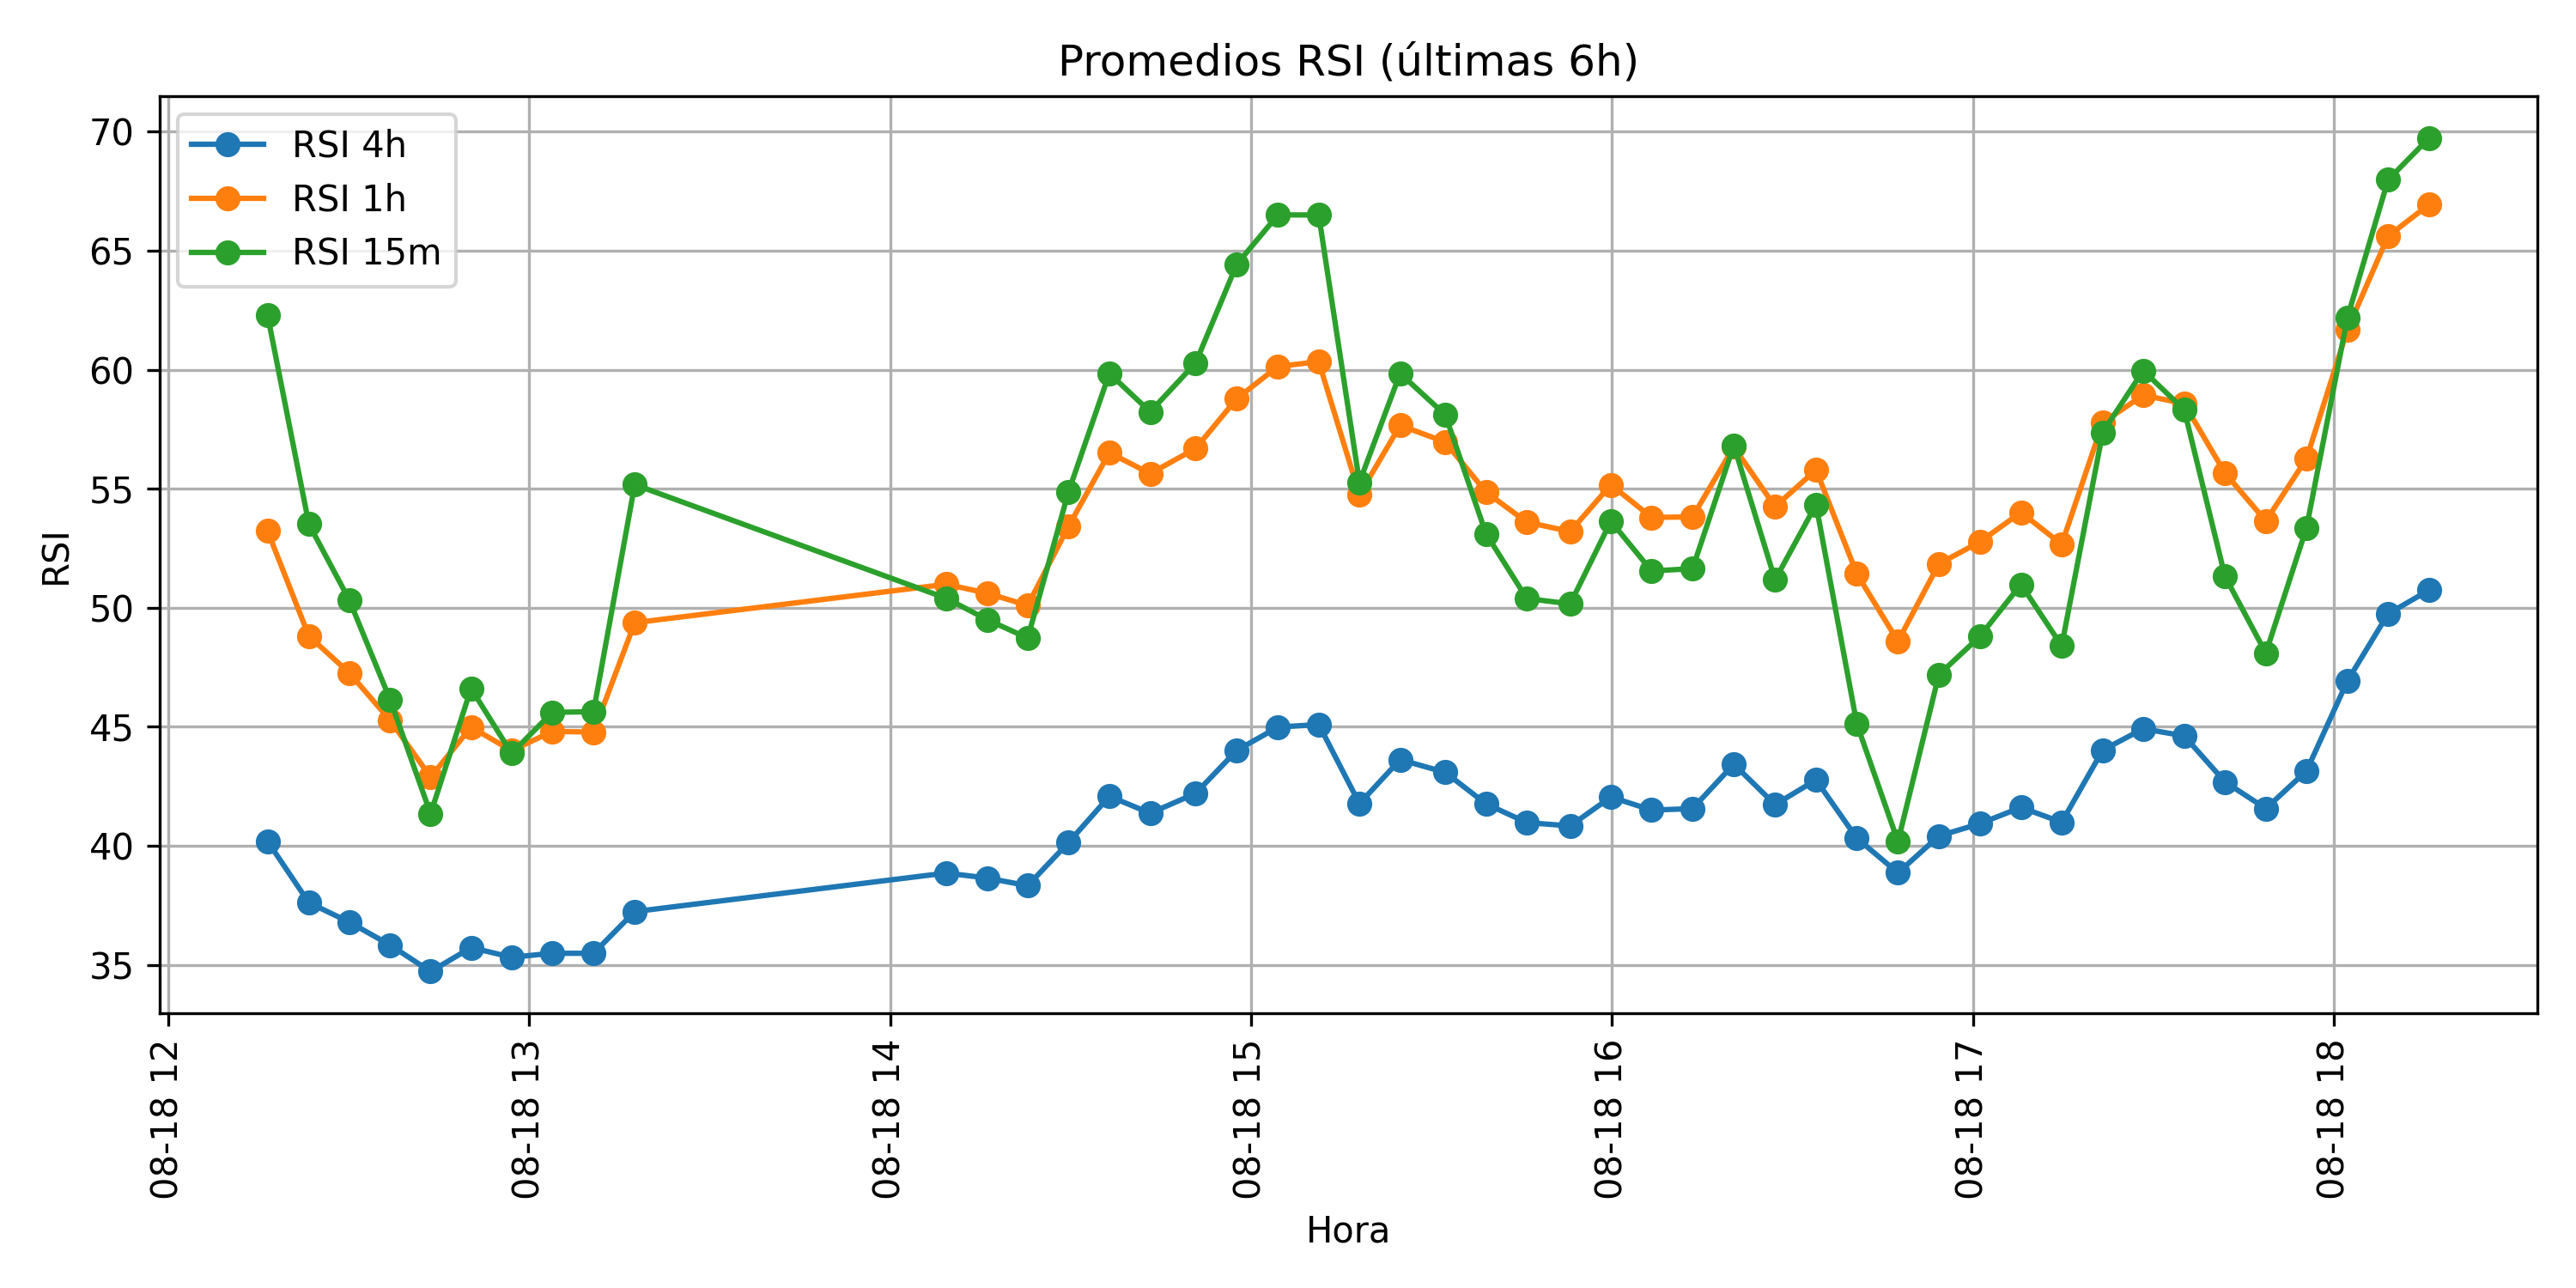 Promedios RSI (últimas 6h)
RSI 4h
RSI 1h
RSI 15m
RSI
70
65
60
55
50
45
40
35
08-18 12
08-18 13
08-18 14
08-18 15
08-18 16
08-18 17
08-18 18
Hora